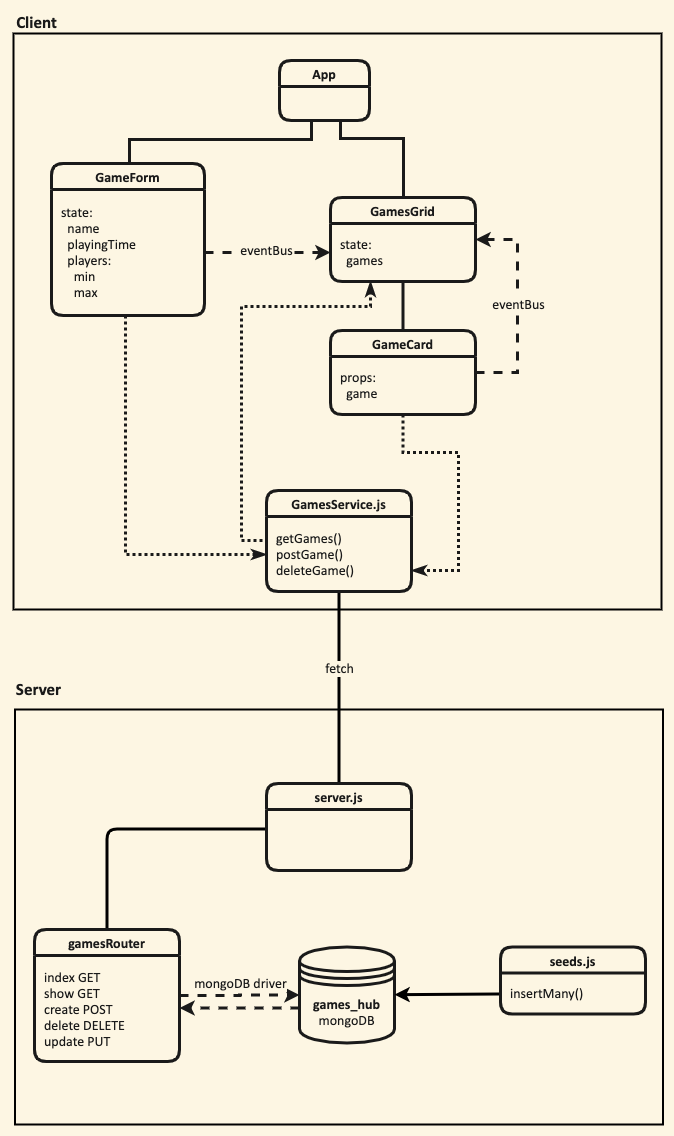 Client
App
GameForm
state:
name
playingTime
players:
min
max
eventBus
GamesGrid
state:
games
eventBus
GameCard
props:
game
GamesService.js
getGames()
postGame()
deleteGame()
fetch
Server
server.js
gamesRouter
index GET
show GET
create POST
delete DELETE
update PUT
mongoDB driver
games_hub
mongoDB
seeds.js
insertMany()